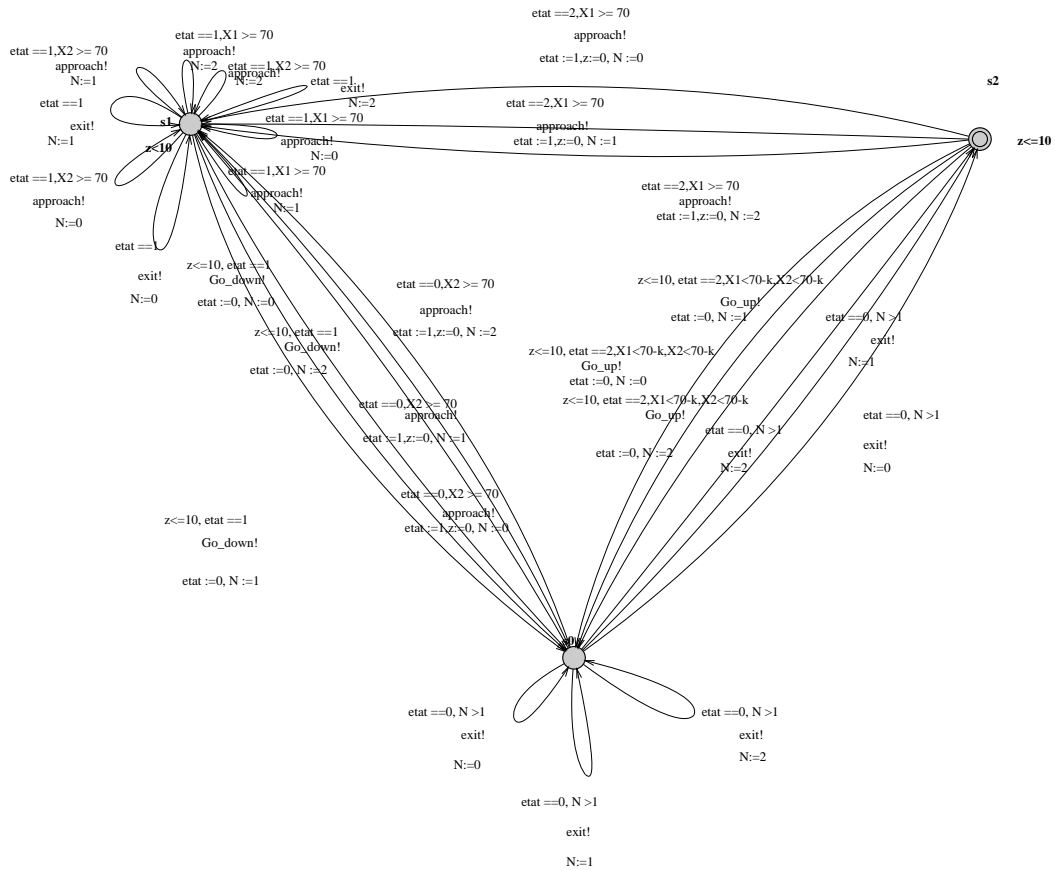 etat ==2,X1 >= 70
approach!
etat :=1,z:=0, N :=0
etat ==1,X2 >= 70
approach!
N:=1
etat ==1,X1 >= 70
approach!
N:=2
etat ==1,X2 >= 70
approach!
N:=2
etat ==1
exit!
N:=2
etat ==1
exit!
N:=1
s1
z<=10
s2
z<=10
etat ==1,X1 >= 70
approach!
N:=0
etat ==2,X1 >= 70
approach!
etat :=1,z:=0, N :=1
etat ==1,X2 >= 70
approach!
N:=0
etat ==1,X1 >= 70
approach!
N:=1
etat ==2,X1 >= 70
approach!
etat :=1,z:=0, N :=2
etat ==1
exit!
N:=0
z<=10, etat ==1
Go_down!
etat :=0, N :=0
etat ==0,X2 >= 70
approach!
etat :=1,z:=0, N :=2
z<=10, etat ==2,X1<70-k,X2<70-k
Go_up!
etat :=0, N :=1
etat ==0, N >1
exit!
N:=1
z<=10, etat ==1
Go_down!
etat :=0, N :=2
z<=10, etat ==2,X1<70-k,X2<70-k
Go_up!
etat :=0, N :=0
etat ==0,X2 >= 70
approach!
etat :=1,z:=0, N :=1
z<=10, etat ==2,X1<70-k,X2<70-k
Go_up!
etat :=0, N :=2
etat ==0, N >1
exit!
N:=2
etat ==0, N >1
exit!
N:=0
etat ==0,X2 >= 70
approach!
etat :=1,z:=0, N :=0
z<=10, etat ==1
Go_down!
etat :=0, N :=1
etat ==0, N >1
exit!
N:=0
etat ==0, N >1
exit!
N:=2
etat ==0, N >1
exit!
N:=1